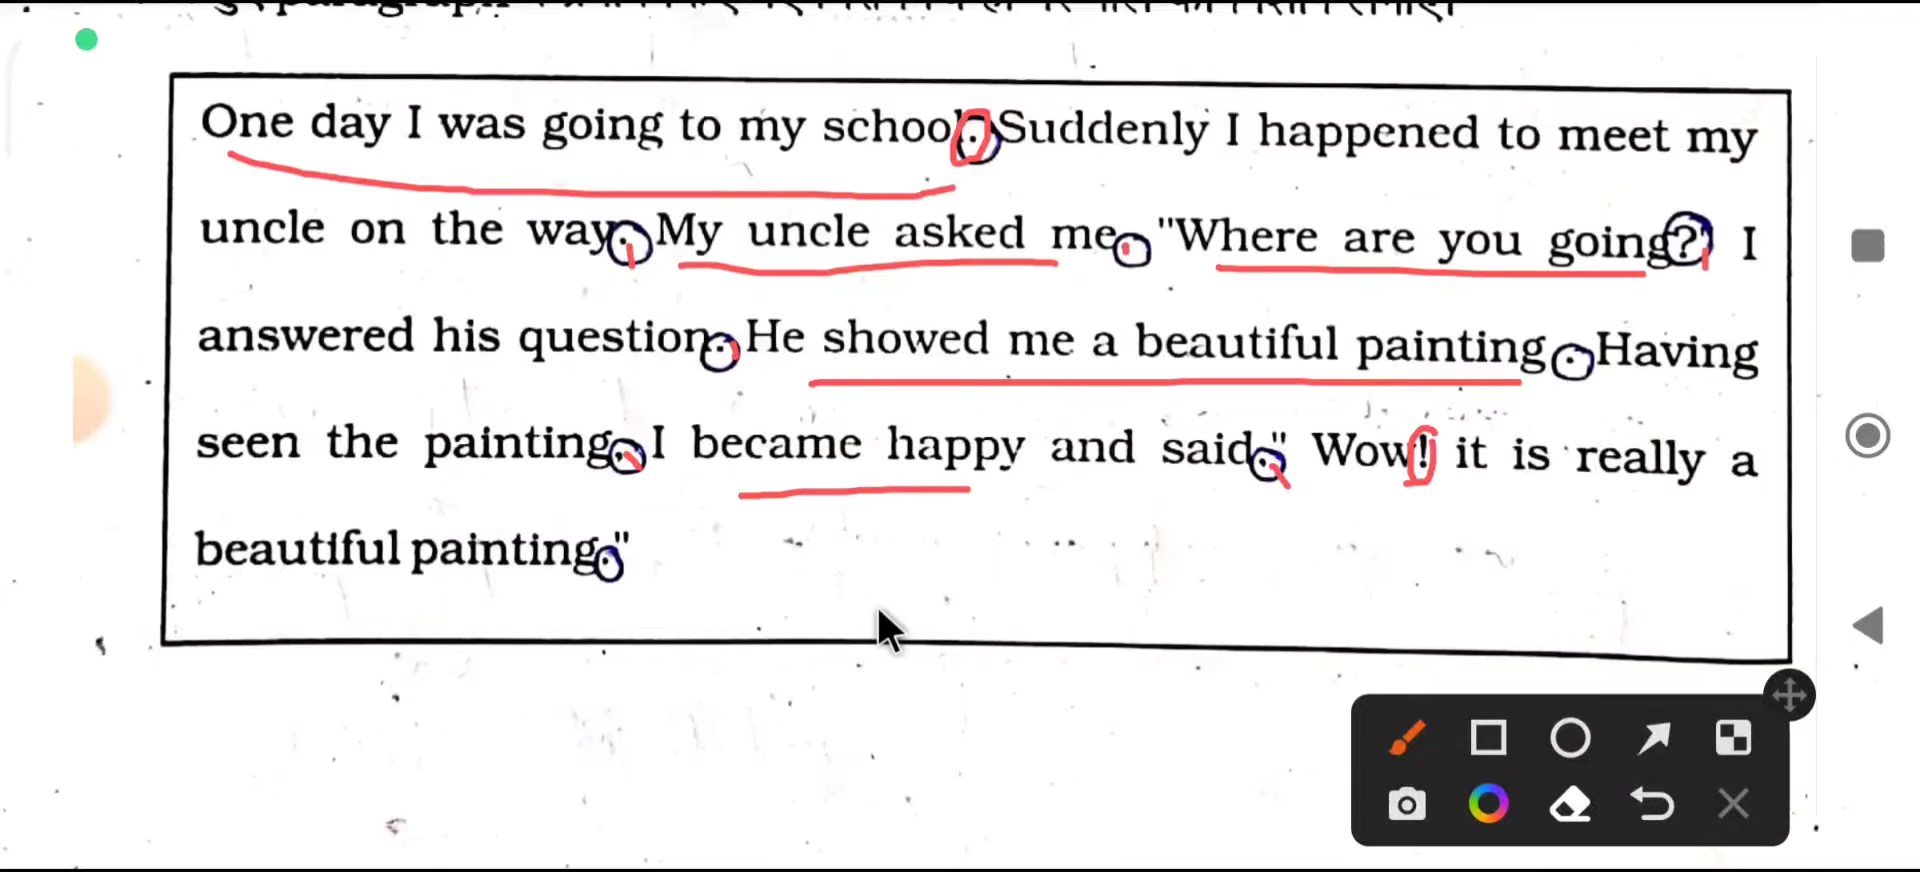 paragraph
One day I was going to my school. Suddenly I happened to meet my
uncle on the way. My uncle asked me, "Where are you going?" I
answered his question. He showed me a beautiful painting. Having
seen the painting, I became happy and said, " Wow! it is really a
beautiful painting."